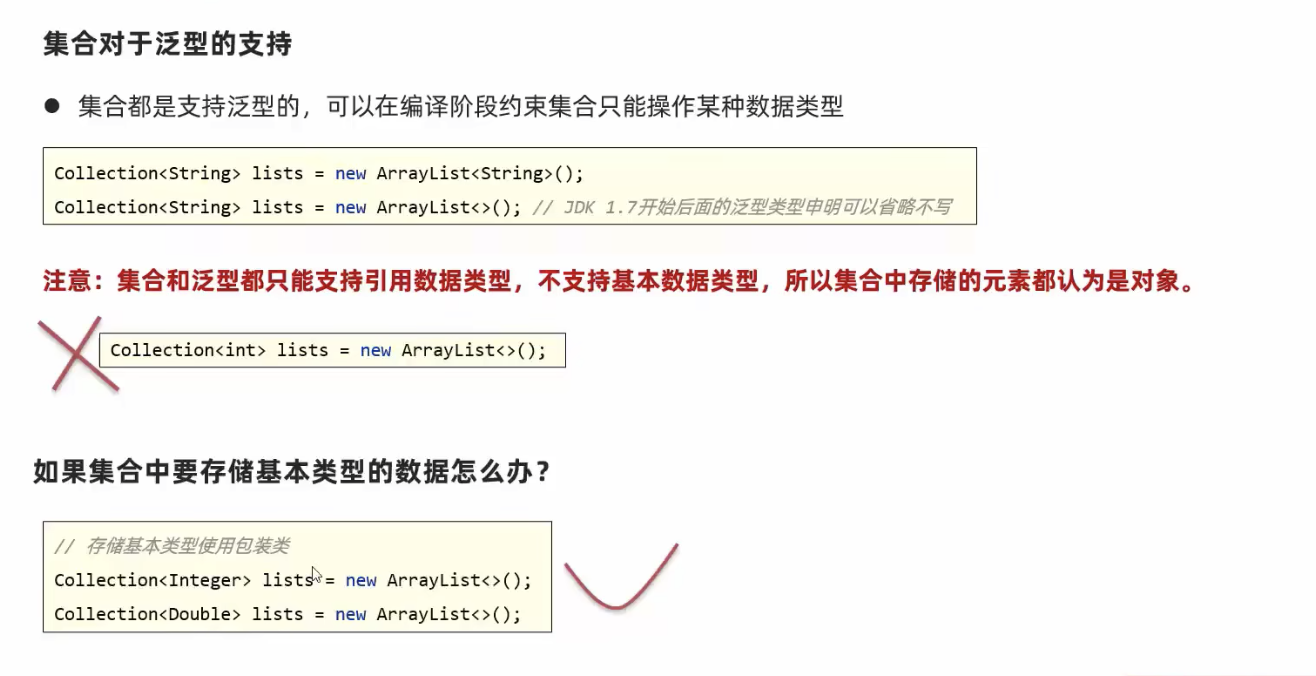 集合对于泛型的支持
● 集合都是支持泛型的，可以在编译阶段约束集合只能操作某种数据类型
Collection<String> lists = new ArrayList<String>();
Collection<String> lists = new ArrayList<>(); // JDK 1.7开始后面的泛型类型申明可以省略不写
注意：集合和泛型都只能支持引用数据类型，不支持基本数据类型，所以集合中存储的元素都认为是对象。
Collection<int> lists = new ArrayList<>();
如果集合中要存储基本类型的数据怎么办？
// 存储基本类型使用包装类
Collection<Integer> lists = new ArrayList<>();
Collection<Double> lists = new ArrayList<>();